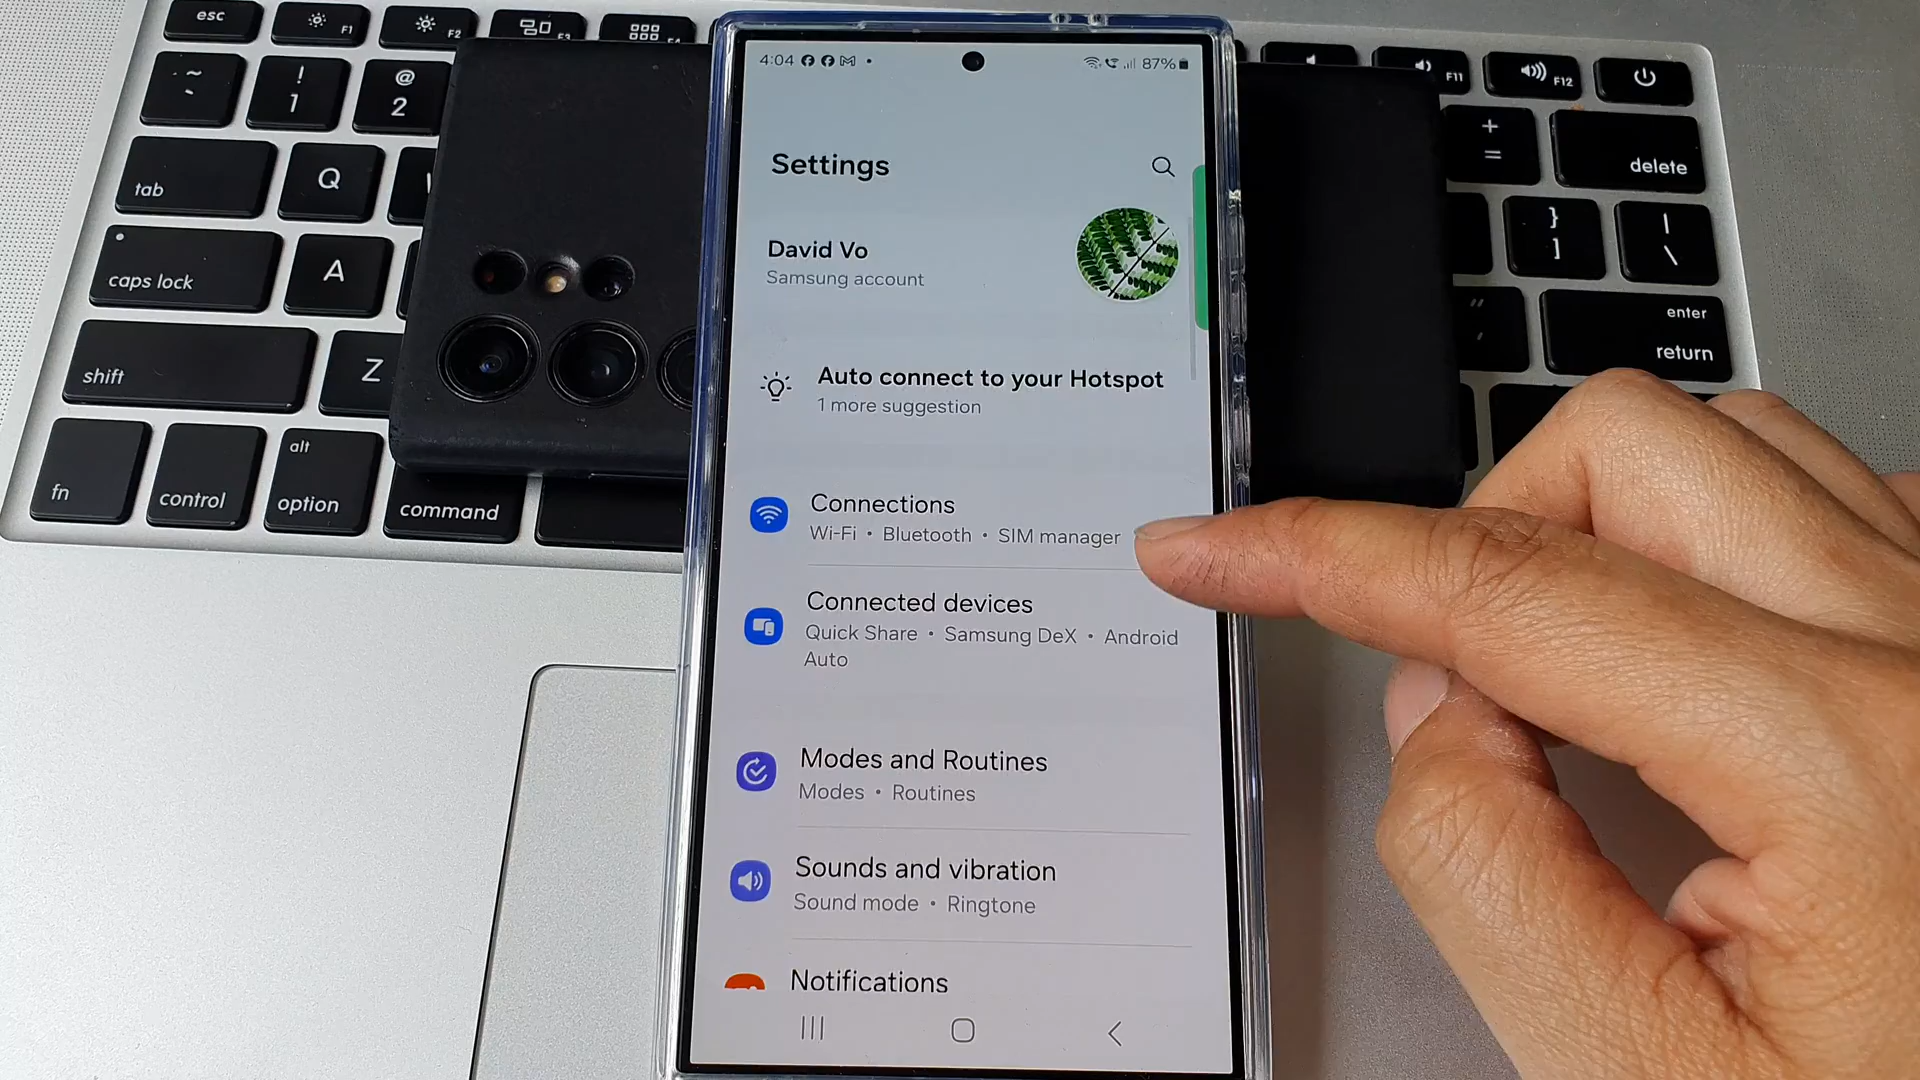 esc
F1
F2
F3
F4
F11
F12
~
!
1
@
2
+
=
delete
tab
Q
}
]
|
\
caps lock
A
"
'
enter
return
shift
Z
fn
control
alt
option
command
4:04
87%
Settings
David Vo
Samsung account
Auto connect to your Hotspot
1 more suggestion
Connections
Wi-Fi • Bluetooth • SIM manager
Connected devices
Quick Share • Samsung DeX • Android
Auto
Modes and Routines
Modes • Routines
Sounds and vibration
Sound mode • Ringtone
Notifications